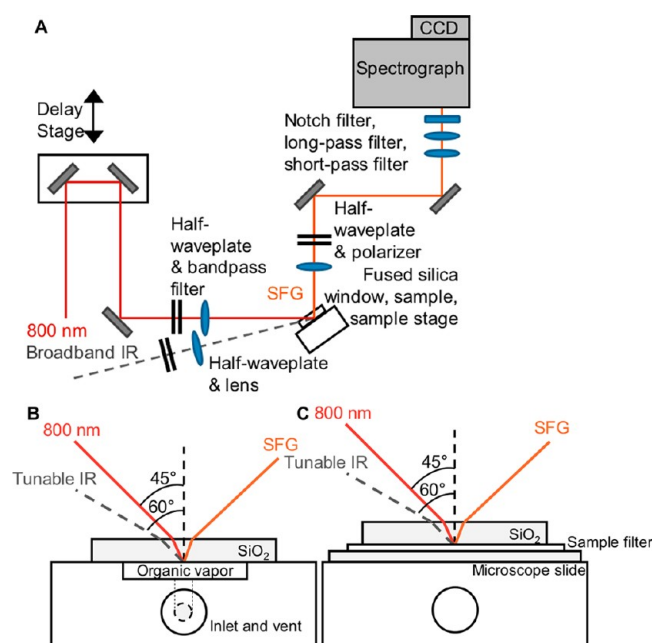 A
CCD
Spectrograph
Delay
Stage
Notch filter,
long-pass filter,
short-pass filter
Half-
waveplate
& bandpass
filter
Half-
waveplate
& polarizer
SFG
Fused silica
window, sample,
sample stage
800 nm
Broadband IR
Half-waveplate
& lens
B
800 nm
SFG
Tunable IR
45°
60°
SiO2
Organic vapor
Inlet and vent
C
800 nm
SFG
Tunable IR
45°
60°
SiO2
Sample filter
Microscope slide